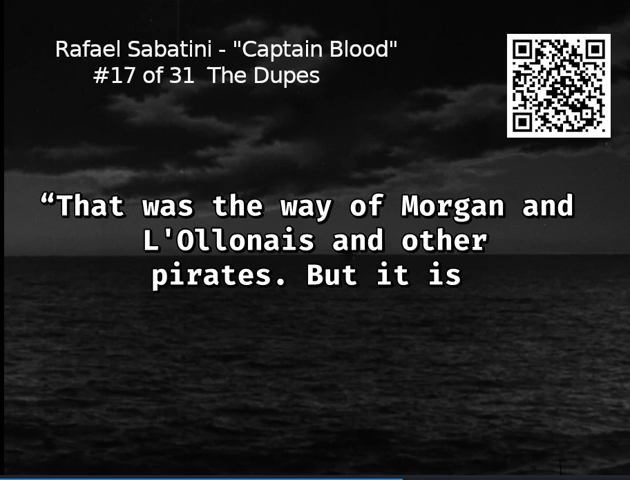 Rafael Sabatini - "Captain Blood"
#17 of 31  The Dupes
“That was the way of Morgan and
L'Ollonais and other
pirates. But it is